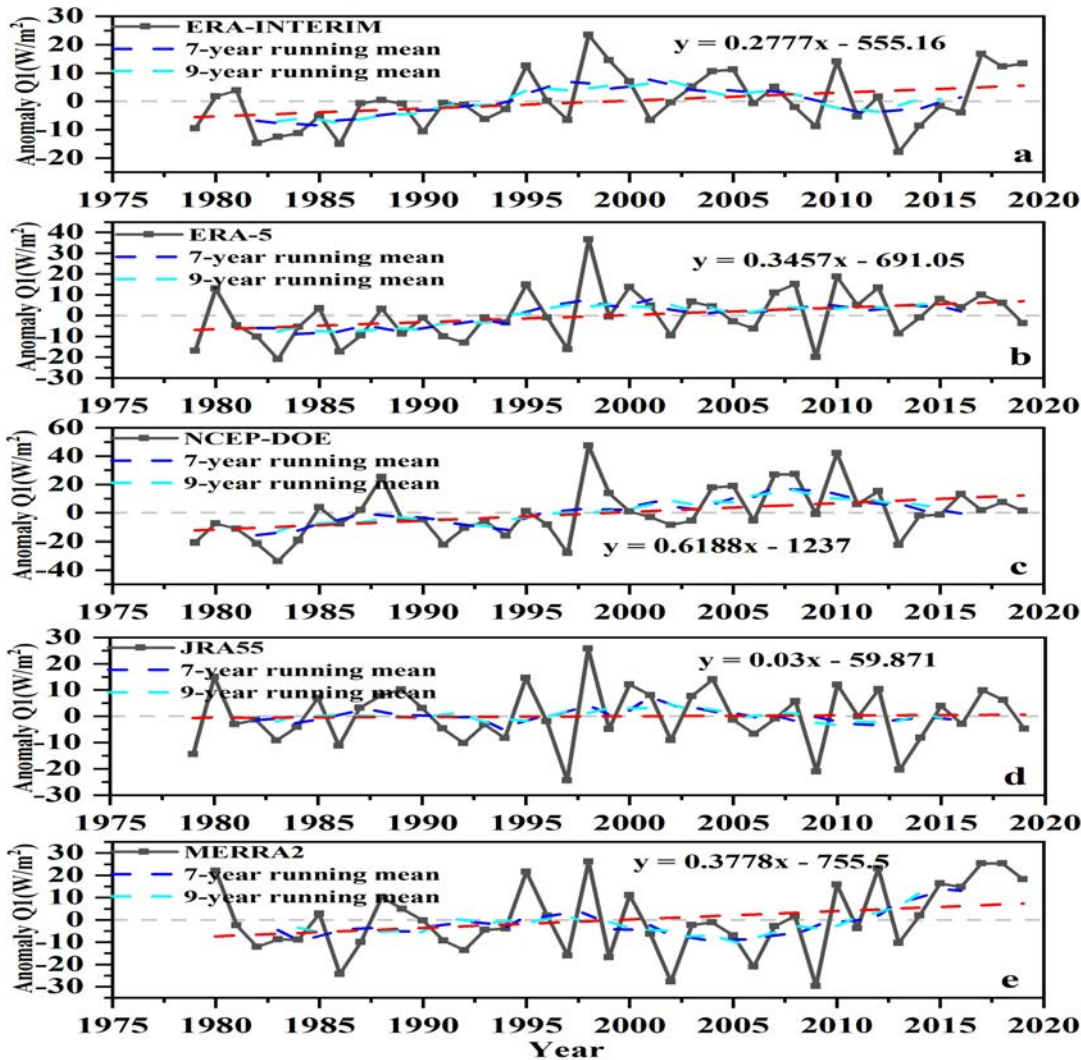 30
20
10
0
-10
-20
Anomaly Q1(W/m²)
ERA-INTERIM
7-year running mean
9-year running mean
y = 0.2777x - 555.16
a
1975 1980 1985 1990 1995 2000 2005 2010 2015 2020
40
30
20
10
0
-10
-20
-30
Anomaly Q1(W/m²)
ERA-5
7-year running mean
9-year running mean
y = 0.3457x - 691.05
b
1975 1980 1985 1990 1995 2000 2005 2010 2015 2020
60
40
20
0
-20
-40
Anomaly Q1(W/m²)
NCEP-DOE
7-year running mean
9-year running mean
y = 0.6188x - 1237
c
1975 1980 1985 1990 1995 2000 2005 2010 2015 2020
30
20
10
0
-10
-20
-30
Anomaly Q1(W/m²)
JRA55
7-year running mean
9-year running mean
y = 0.03x - 59.871
d
1975 1980 1985 1990 1995 2000 2005 2010 2015 2020
30
20
10
0
-10
-20
-30
Anomaly Q1(W/m²)
MERRA2
7-year running mean
9-year running mean
y = 0.3778x - 755.5
e
1975 1980 1985 1990 1995 2000 2005 2010 2015 2020
Year